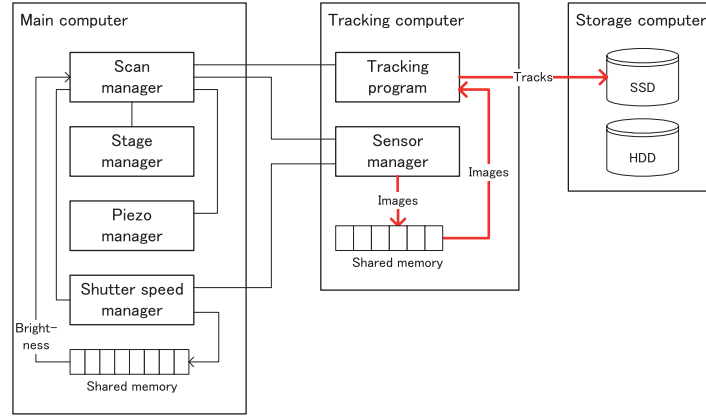 Main computer
Scan
manager
Stage
manager
Piezo
manager
Shutter speed
manager
Bright-
ness
Shared memory
Tracking computer
Tracking
program
Sensor
manager
Images
Images
Shared memory
Tracks
Storage computer
SSD
HDD